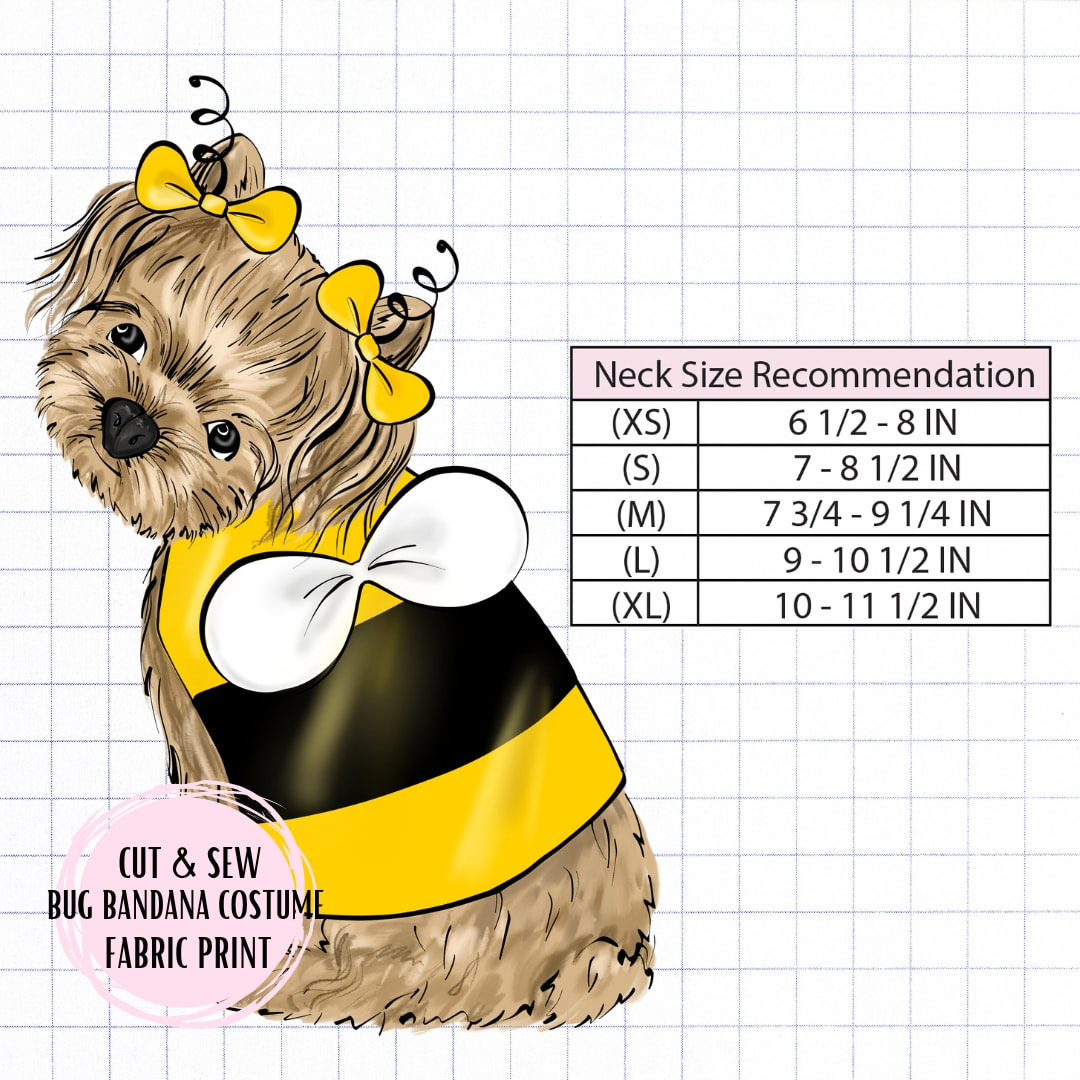 Neck Size Recommendation
(XS) 6 1/2 - 8 IN
(S) 7 - 8 1/2 IN
(M) 7 3/4 - 9 1/4 IN
(L) 9 - 10 1/2 IN
(XL) 10 - 11 1/2 IN
CUT & SEW
BUG BANDANA COSTUME
FABRIC PRINT